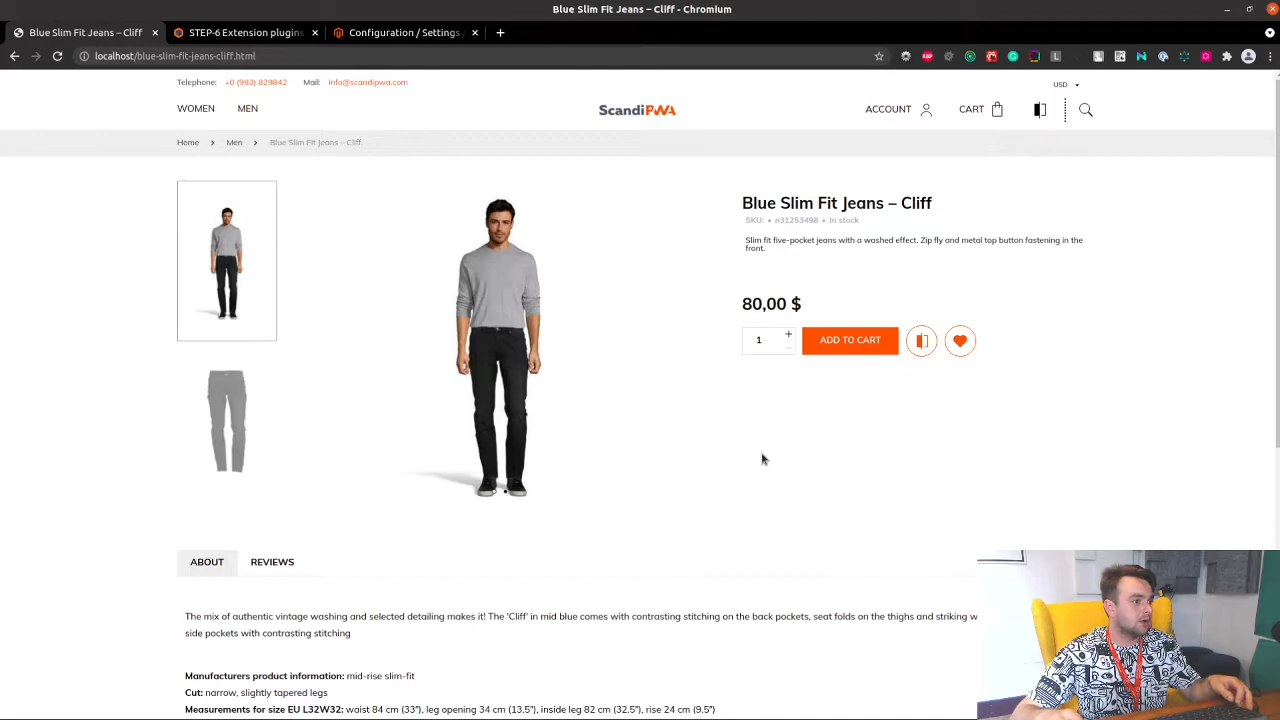 Blue Slim Fit Jeans – Cliff - Chromium
Blue Slim Fit Jeans – Cliff
STEP-6 Extension plugins
Configuration / Settings /
localhost/blue-slim-fit-jeans-cliff.html
Telephone: +0 (983) 829842 Mail: info@scandipwa.com
USD
WOMEN MEN
ScandiPWA
ACCOUNT CART
Home > Men > Blue Slim Fit Jeans – Cliff
Blue Slim Fit Jeans – Cliff
SKU: • n31253498 • In stock
Slim fit five-pocket jeans with a washed effect. Zip fly and metal top button fastening in the
front.
80,00 $
1 + ADD TO CART
ABOUT REVIEWS
The mix of authentic vintage washing and selected detailing makes it! The 'Cliff' in mid blue comes with contrasting stitching on the back pockets, seat folds on the thighs and striking w
side pockets with contrasting stitching
Manufacturers product information: mid-rise slim-fit
Cut: narrow, slightly tapered legs
Measurements for size EU L32W32: waist 84 cm (33"), leg opening 34 cm (13.5"), inside leg 82 cm (32.5"), rise 24 cm (9.5")